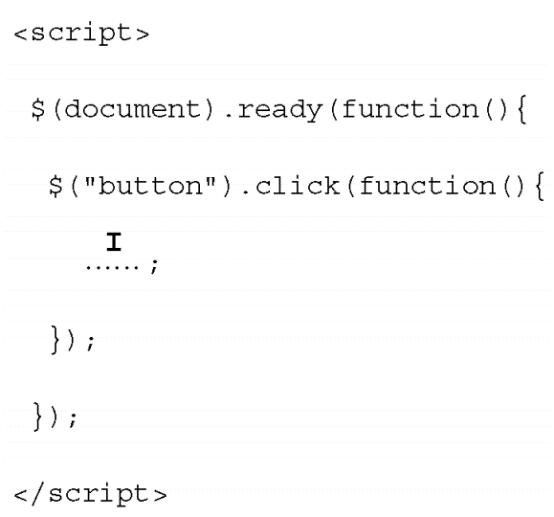 <script>
$(document).ready(function(){
$("button").click(function(){
I
...... ;
});
});
</script>